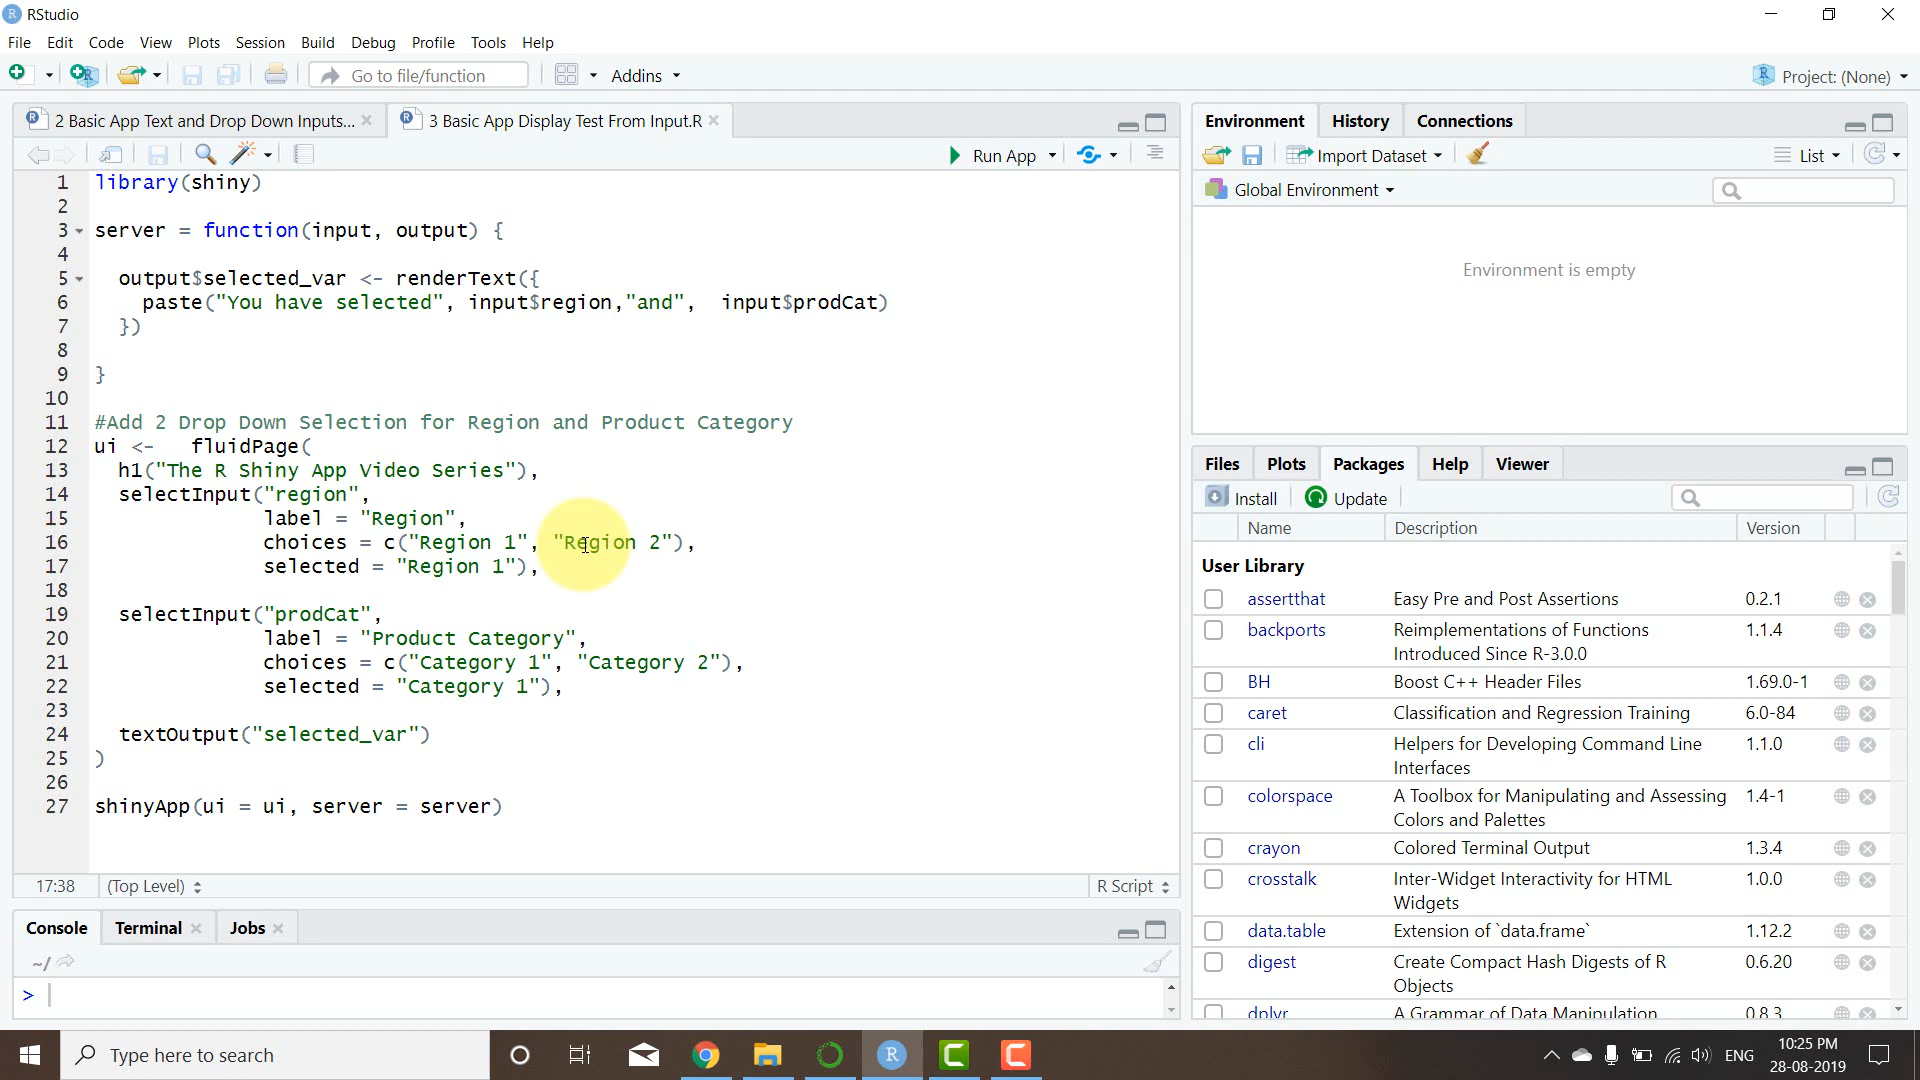 RStudio
File Edit Code View Plots Session Build Debug Profile Tools Help
Go to file/function Addins Project: (None)
2 Basic App Text and Drop Down Inputs... 3 Basic App Display Test From Input.R
Run App
1 library(shiny)
2
3 server = function(input, output) {
4
5 output$selected_var <- renderText({
6 paste("You have selected", input$region,"and", input$prodCat)
7 })
8
9 }
10
11 #Add 2 Drop Down Selection for Region and Product Category
12 ui <- fluidPage(
13 h1("The R Shiny App Video Series"),
14 selectInput("region",
15 label = "Region",
16 choices = c("Region 1", "Region 2"),
17 selected = "Region 1"),
18
19 selectInput("prodCat",
20 label = "Product Category",
21 choices = c("Category 1", "Category 2"),
22 selected = "Category 1"),
23
24 textOutput("selected_var")
25 )
26
27 shinyApp(ui = ui, server = server)
17:38 (Top Level) R Script
Console Terminal Jobs
~/
>
Environment History Connections
Import Dataset List
Global Environment
Environment is empty
Files Plots Packages Help Viewer
Install Update
Name Description Version
User Library
assertthat Easy Pre and Post Assertions 0.2.1
backports Reimplementations of Functions 1.1.4
Introduced Since R-3.0.0
BH Boost C++ Header Files 1.69.0-1
caret Classification and Regression Training 6.0-84
cli Helpers for Developing Command Line 1.1.0
Interfaces
colorspace A Toolbox for Manipulating and Assessing 1.4-1
Colors and Palettes
crayon Colored Terminal Output 1.3.4
crosstalk Inter-Widget Interactivity for HTML 1.0.0
Widgets
data.table Extension of `data.frame` 1.12.2
digest Create Compact Hash Digests of R 0.6.20
Objects
dplyr A Grammar of Data Manipulation 0.8.3
Type here to search
ENG
10:25 PM
28-08-2019